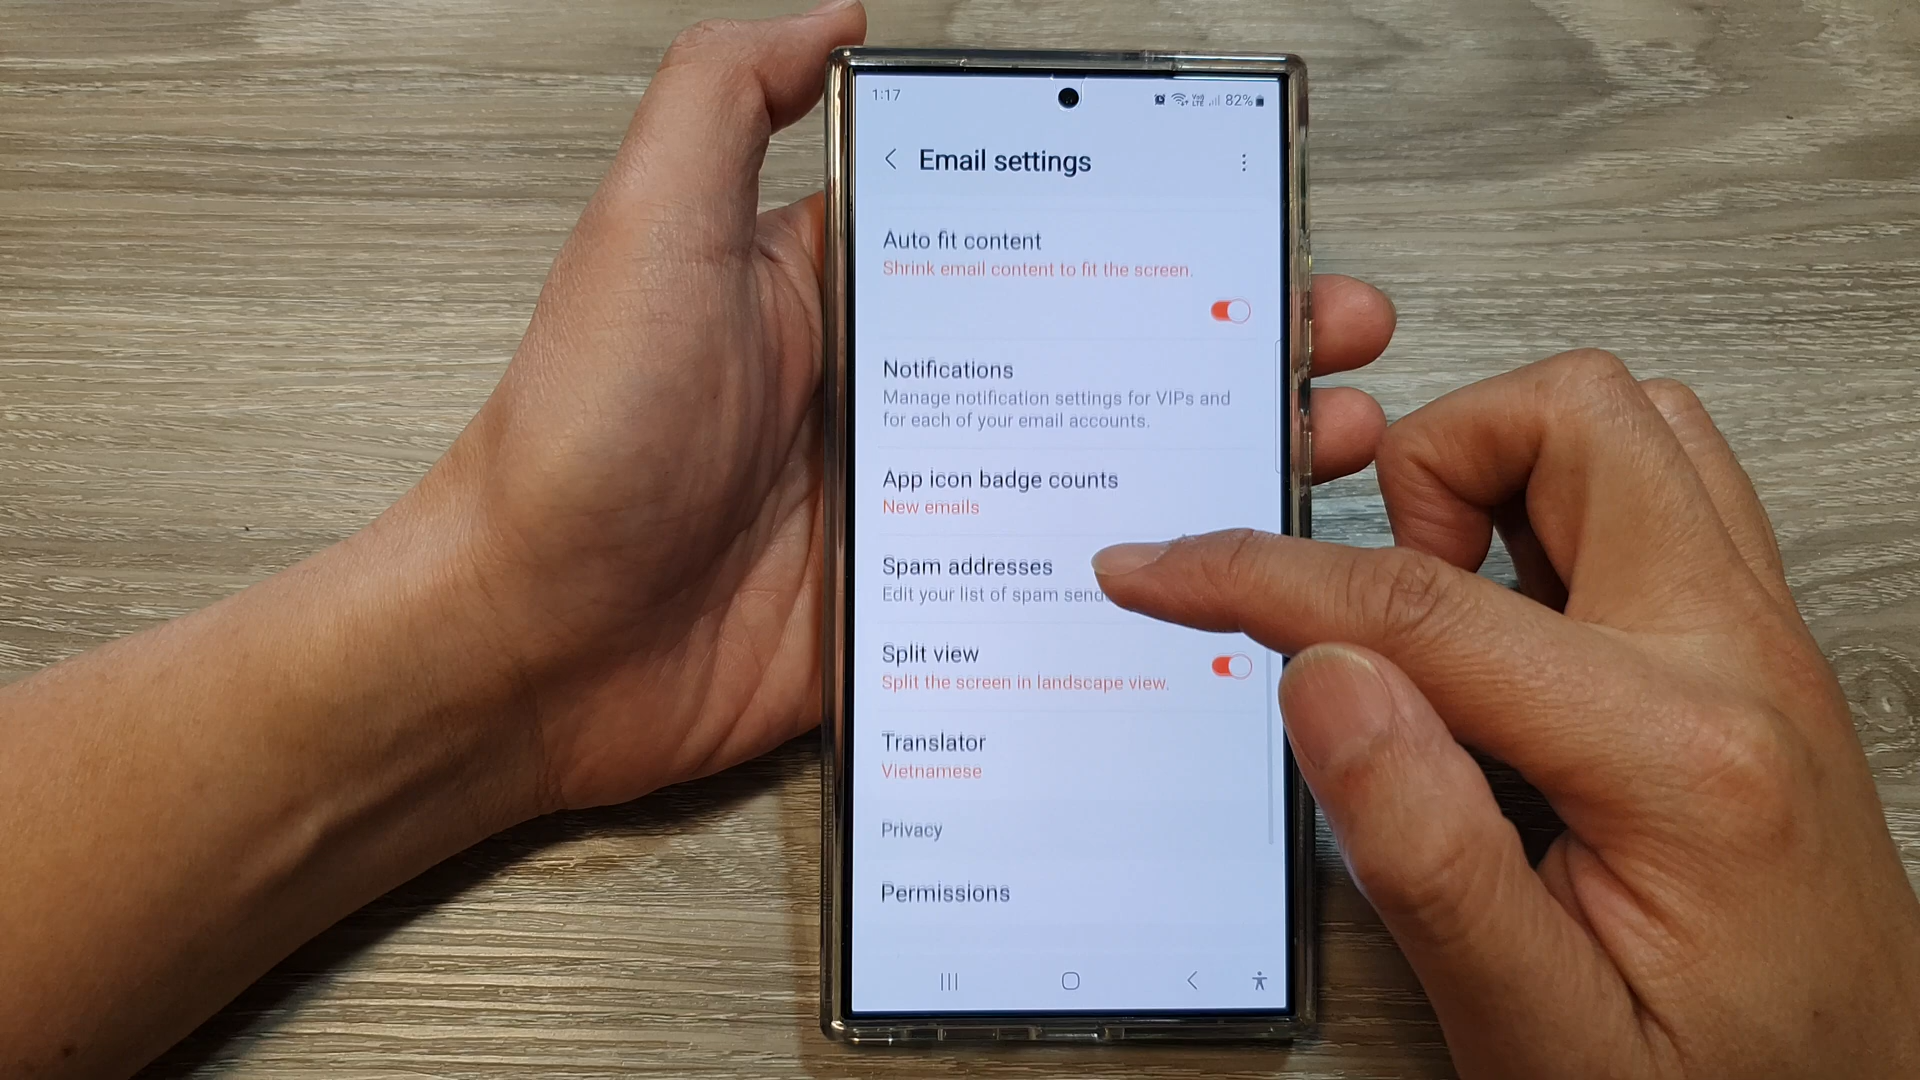 1:17
82%
Email settings
Auto fit content
Shrink email content to fit the screen.
Notifications
Manage notification settings for VIPs and
for each of your email accounts.
App icon badge counts
New emails
Spam addresses
Edit your list of spam
Split view
Split the screen in landscape view.
Translator
Vietnamese
Privacy
Permissions